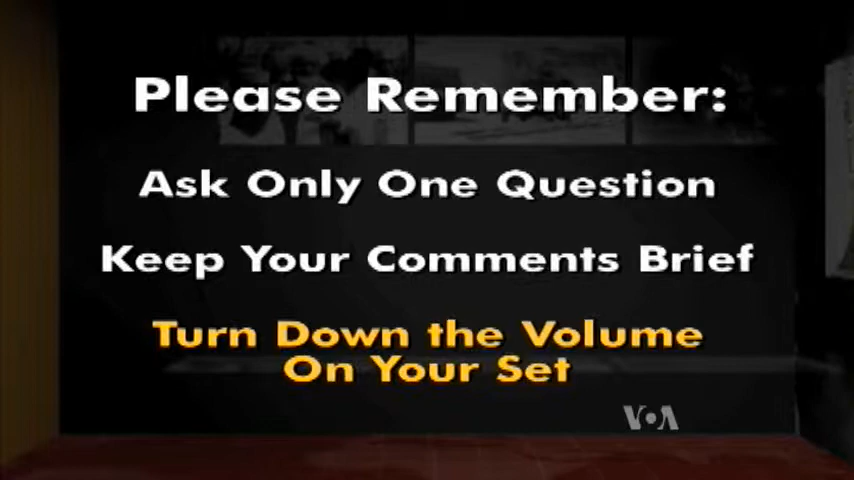 Please Remember:
Ask Only One Question
Keep Your Comments Brief
Turn Down the Volume
On Your Set
VOA